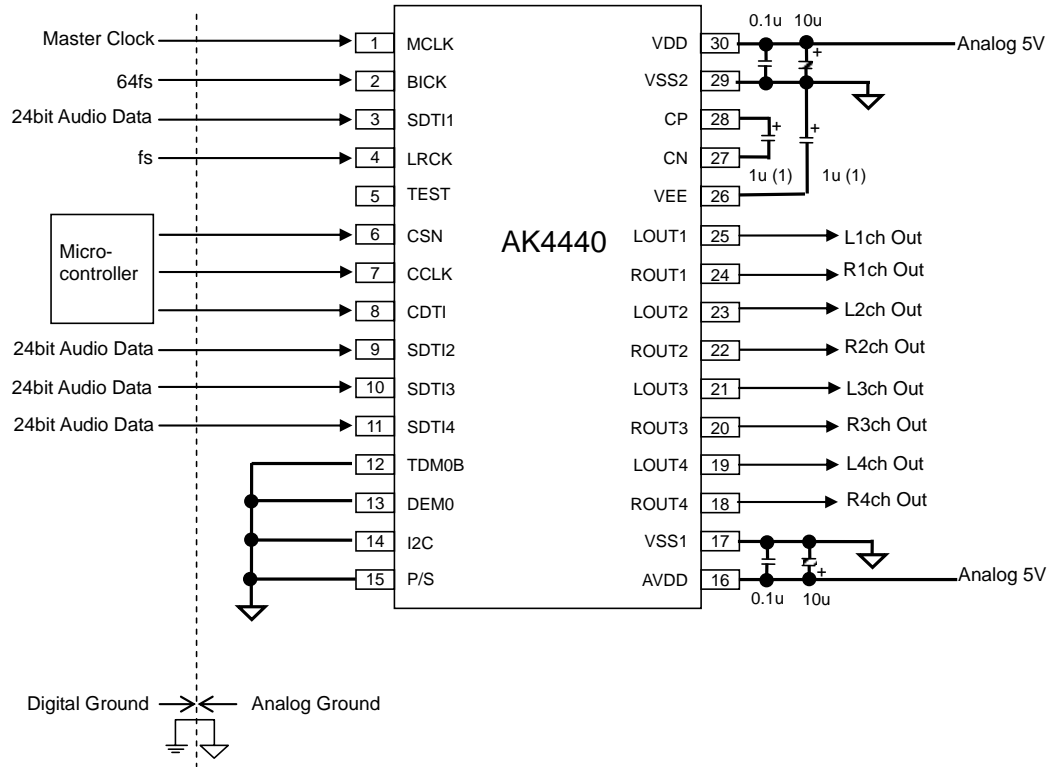 0.1u 10u
Master Clock 1 MCLK VDD 30 + Analog 5V
64fs 2 BICK VSS2 29
24bit Audio Data 3 SDTI1 CP 28 + +
fs 4 LRCK CN 27
1u (1) 1u (1)
5 TEST VEE 26
Micro-
controller
6 CSN AK4440 LOUT1 25 L1ch Out
7 CCLK ROUT1 24 R1ch Out
8 CDTI LOUT2 23 L2ch Out
24bit Audio Data 9 SDTI2 ROUT2 22 R2ch Out
24bit Audio Data 10 SDTI3 LOUT3 21 L3ch Out
24bit Audio Data 11 SDTI4 ROUT3 20 R3ch Out
12 TDM0B LOUT4 19 L4ch Out
13 DEM0 ROUT4 18 R4ch Out
14 I2C VSS1 17
15 P/S AVDD 16 + Analog 5V
0.1u 10u
Digital Ground Analog Ground